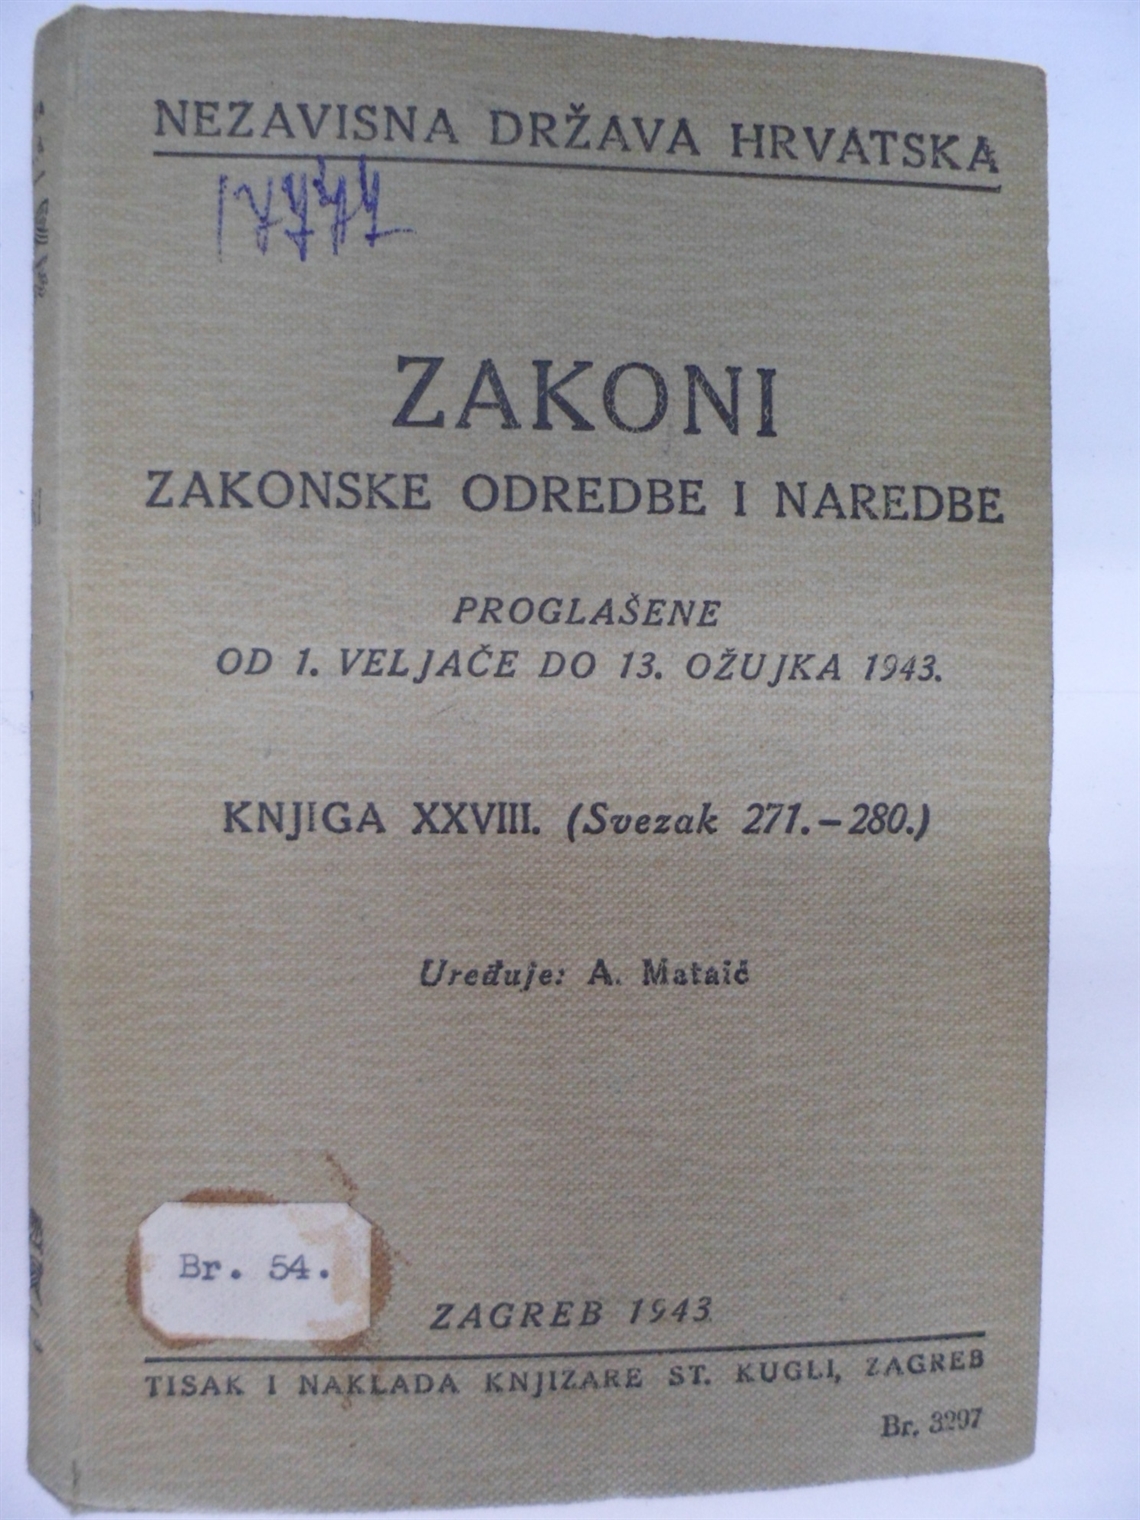 NEZAVISNA DRŽAVA HRVATSKA
ZAKONI
ZAKONSKE ODREDBE I NAREDBE
PROGLAŠENE
OD 1. VELJAČE DO 13. OŽUJKA 1943.
KNJIGA XXVIII. (Svezak 271.–280.)
Uređuje: A. Mataić
Br. 54.
ZAGREB 1943
TISAK I NAKLADA KNJIZARE ST. KUGLI, ZAGREB
Br. 3297